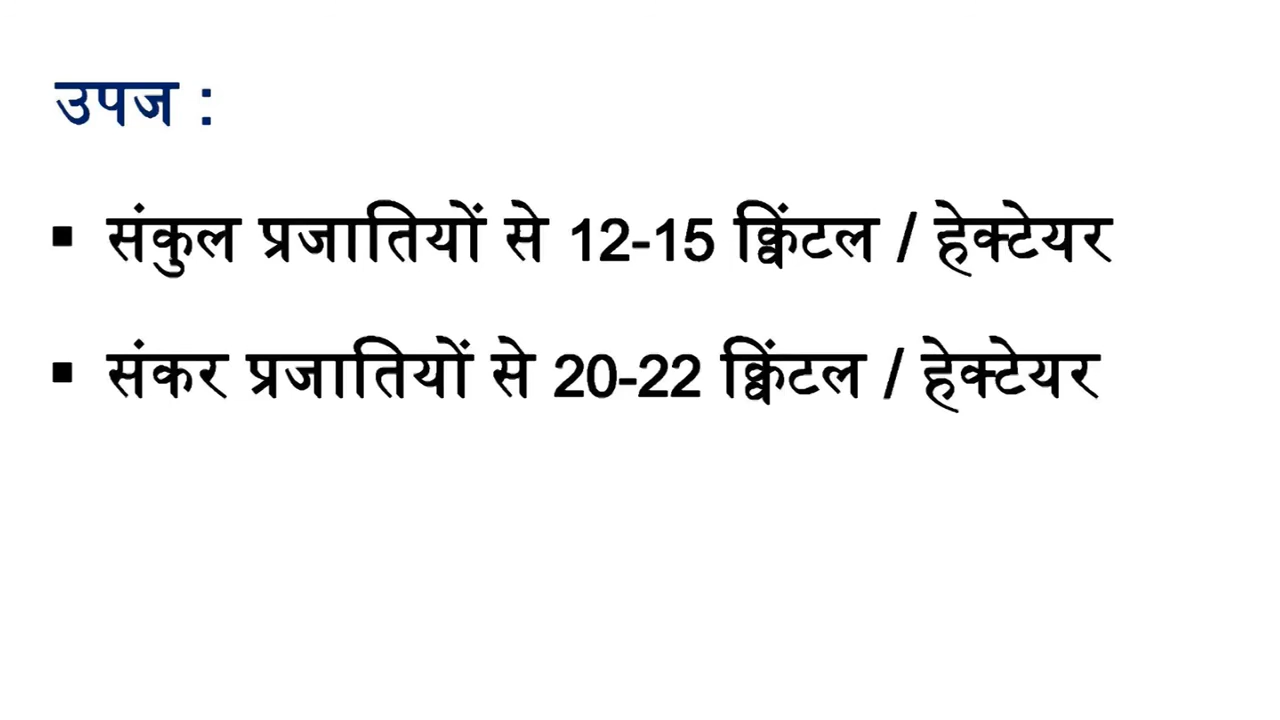 उपज :
▪ संकुल प्रजातियों से 12-15 क्विंटल / हेक्टेयर
▪ संकर प्रजातियों से 20-22 क्विंटल / हेक्टेयर